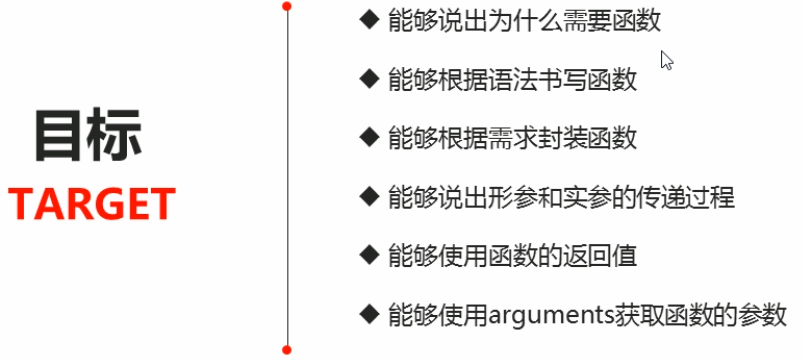 目标
TARGET
◆ 能够说出为什么需要函数
◆ 能够根据语法书写函数
◆ 能够根据需求封装函数
◆ 能够说出形参和实参的传递过程
◆ 能够使用函数的返回值
◆ 能够使用arguments获取函数的参数